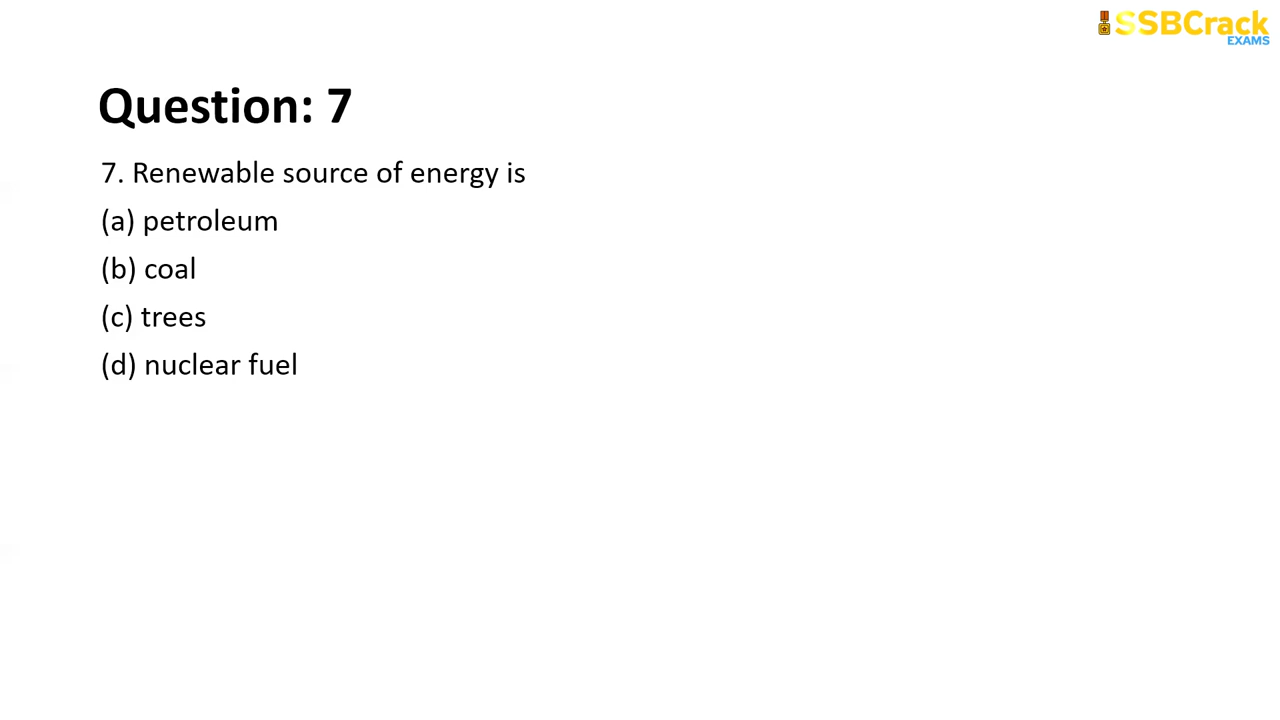 SSBCrack
EXAMS
Question: 7
7. Renewable source of energy is
(a) petroleum
(b) coal
(c) trees
(d) nuclear fuel